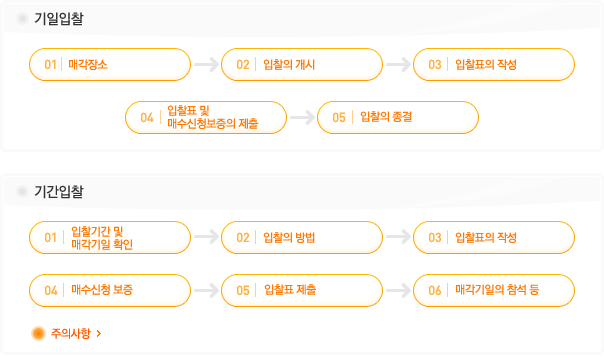 기일입찰
01 매각장소
02 입찰의 개시
03 입찰표의 작성
04 입찰표 및
매수신청보증의 제출
05 입찰의 종결
기간입찰
01 입찰기간 및
매각기일 확인
02 입찰의 방법
03 입찰표의 작성
04 매수신청 보증
05 입찰표 제출
06 매각기일의 참석 등
주의사항 >